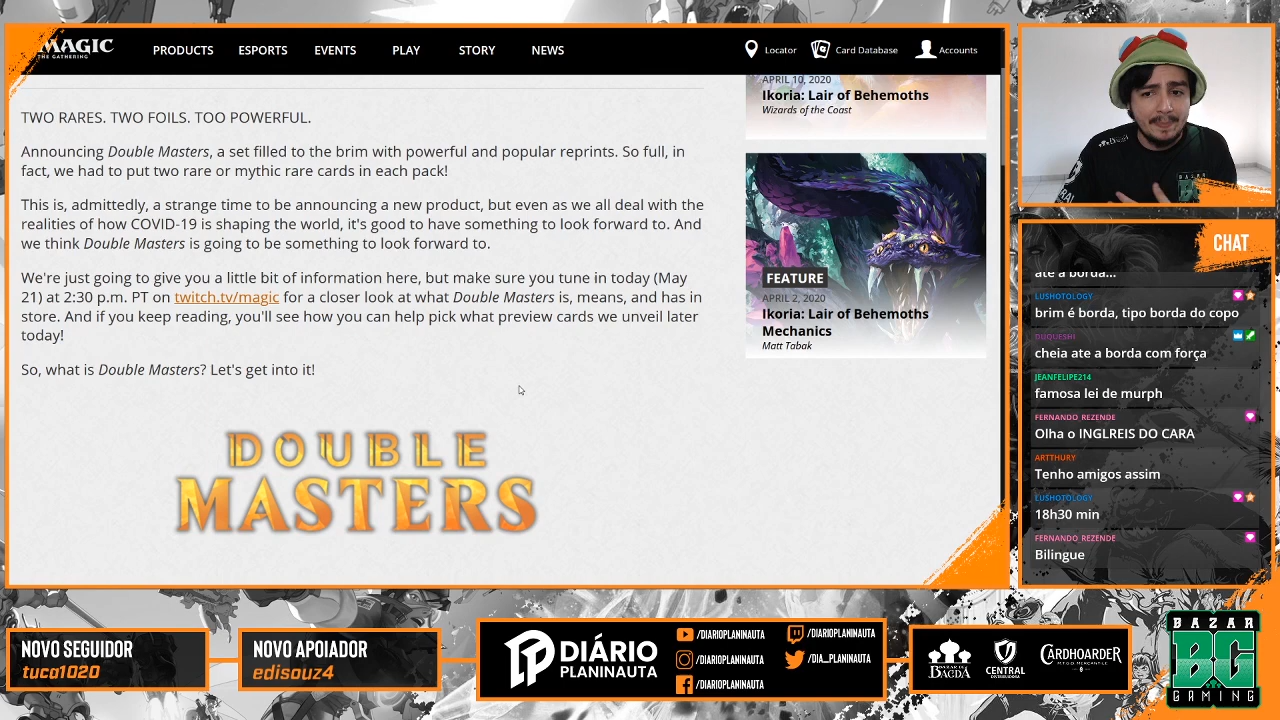 MAGIC
THE GATHERING
PRODUCTS
ESPORTS
EVENTS
PLAY
STORY
NEWS
Locator
Card Database
Accounts
TWO RARES. TWO FOILS. TOO POWERFUL.
Announcing Double Masters, a set filled to the brim with powerful and popular reprints. So full, in
fact, we had to put two rare or mythic rare cards in each pack!
This is, admittedly, a strange time to be announcing a new product, but even as we all deal with the
realities of how COVID-19 is shaping the world, it's good to have something to look forward to. And
we think Double Masters is going to be something to look forward to.
We're just going to give you a little bit of information here, but make sure you tune in today (May
21) at 2:30 p.m. PT on twitch.tv/magic for a closer look at what Double Masters is, means, and has in
store. And if you keep reading, you'll see how you can help pick what preview cards we unveil later
today!
So, what is Double Masters? Let's get into it!
DOUBLE
MASTERS
APRIL 10, 2020
Ikoria: Lair of Behemoths
Wizards of the Coast
FEATURE
APRIL 2, 2020
Ikoria: Lair of Behemoths
Mechanics
Matt Tabak
CHAT
ate a borda...
LUSHOTOLOGY
brim é borda, tipo borda do copo
DUQUESHI
cheia ate a borda com força
JEANFELIPE214
famosa lei de murph
FERNANDO_REZENDE
Olha o INGLREIS DO CARA
ARTTHURY
Tenho amigos assim
LUSHOTOLOGY
18h30 min
FERNANDO_REZENDE
Bilingue
NOVO SEGUIDOR
tuca1020
NOVO APOIADOR
edisouz4
DIÁRIO
PLANINAUTA
/DIARIOPLANINAUTA
/DIARIOPLANINAUTA
/DIARIOPLANINAUTA
/DIARIOPLANINAUTA
/DIA_PLANINAUTA
BAZAR DE
BAGDÁ
CENTRAL
DISTRIBUIDORA
CARDHOARDER
BAZAR
BG
GAMING